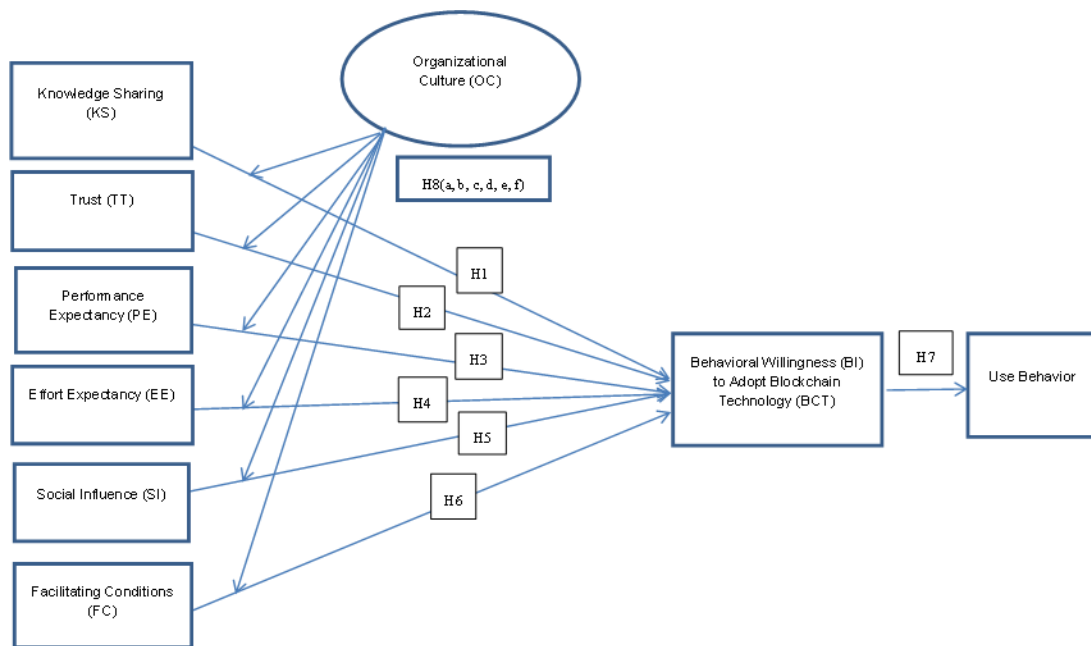 Organizational
Culture (OC)
Knowledge Sharing
(KS)
H8(a, b, c, d, e, f)
Trust (TT)
H1
Performance
Expectancy (PE)
H2
H3
Behavioral Willingness (BI)
to Adopt Blockchain
Technology (BCT)
H7
Use Behavior
Effort Expectancy (EE)
H4
H5
Social Influence (SI)
H6
Facilitating Conditions
(FC)